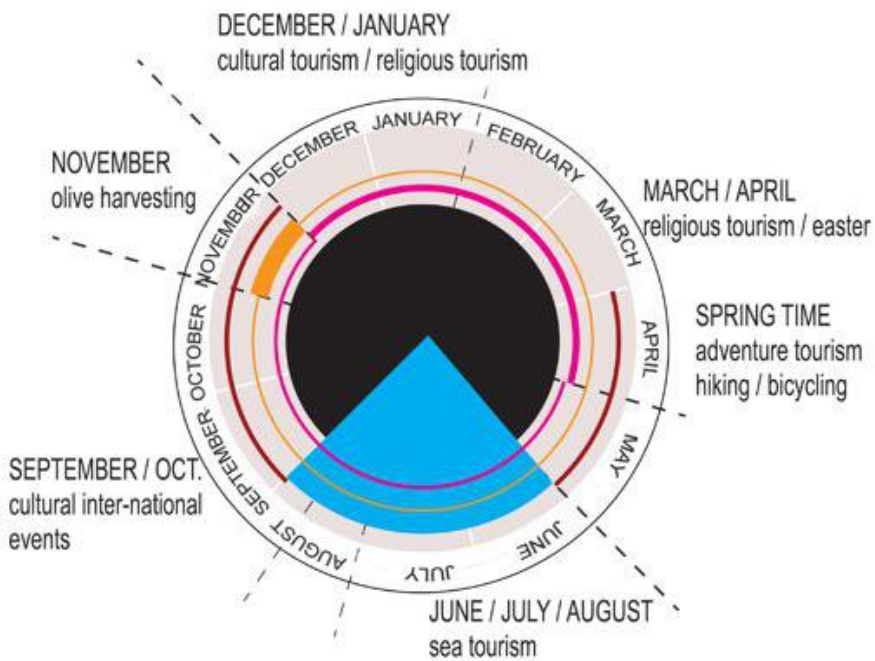 DECEMBER / JANUARY
cultural tourism / religious tourism
NOVEMBER
olive harvesting
MARCH / APRIL
religious tourism / easter
SPRING TIME
adventure tourism
hiking / bicycling
SEPTEMBER / OCT.
cultural inter-national
events
JUNE / JULY / AUGUST
sea tourism
JANUARY
FEBRUARY
MARCH
APRIL
MAY
JUNE
JULY
AUGUST
SEPTEMBER
OCTOBER
NOVEMBER
DECEMBER